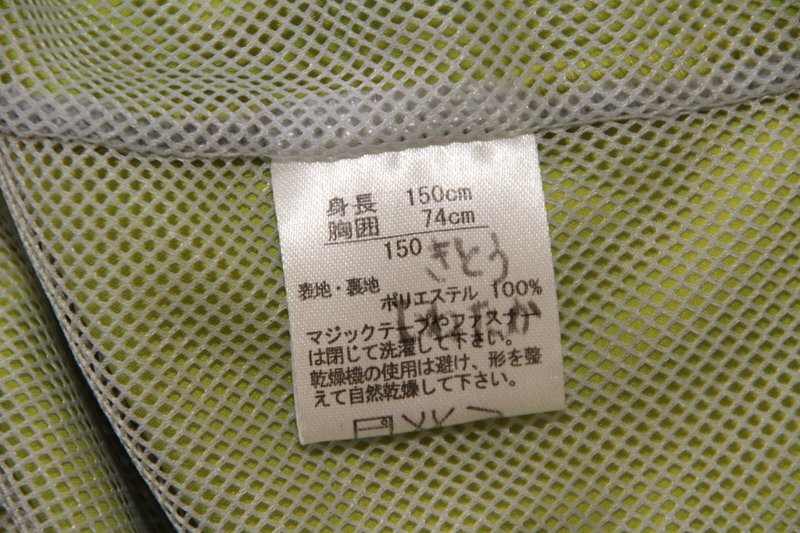 身長 150cm
胸囲 74cm
150
きとう
表地・裏地
ポリエステル 100%
マジックテープやファスナー
は閉じて洗濯して下さい。
乾燥機の使用は避け、形を整
えて自然乾燥して下さい。